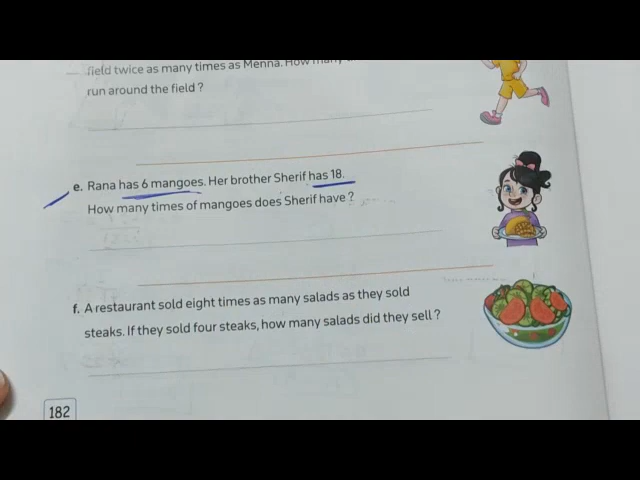 field twice as many times as Menna. How many
run around the field ?
e. Rana has 6 mangoes. Her brother Sherif has 18.
How many times of mangoes does Sherif have ?
f. A restaurant sold eight times as many salads as they sold
steaks. If they sold four steaks, how many salads did they sell ?
182